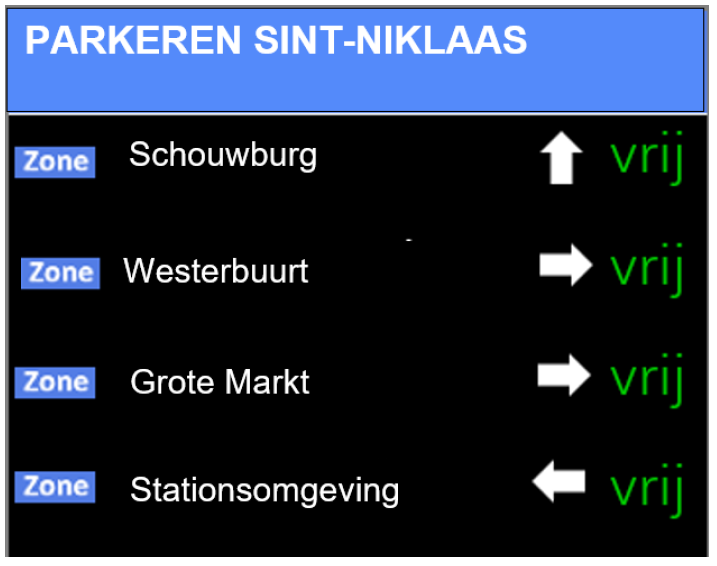 PARKEREN SINT-NIKLAAS
Zone Schouwburg vrij
Zone Westerbuurt vrij
Zone Grote Markt vrij
Zone Stationsomgeving vrij